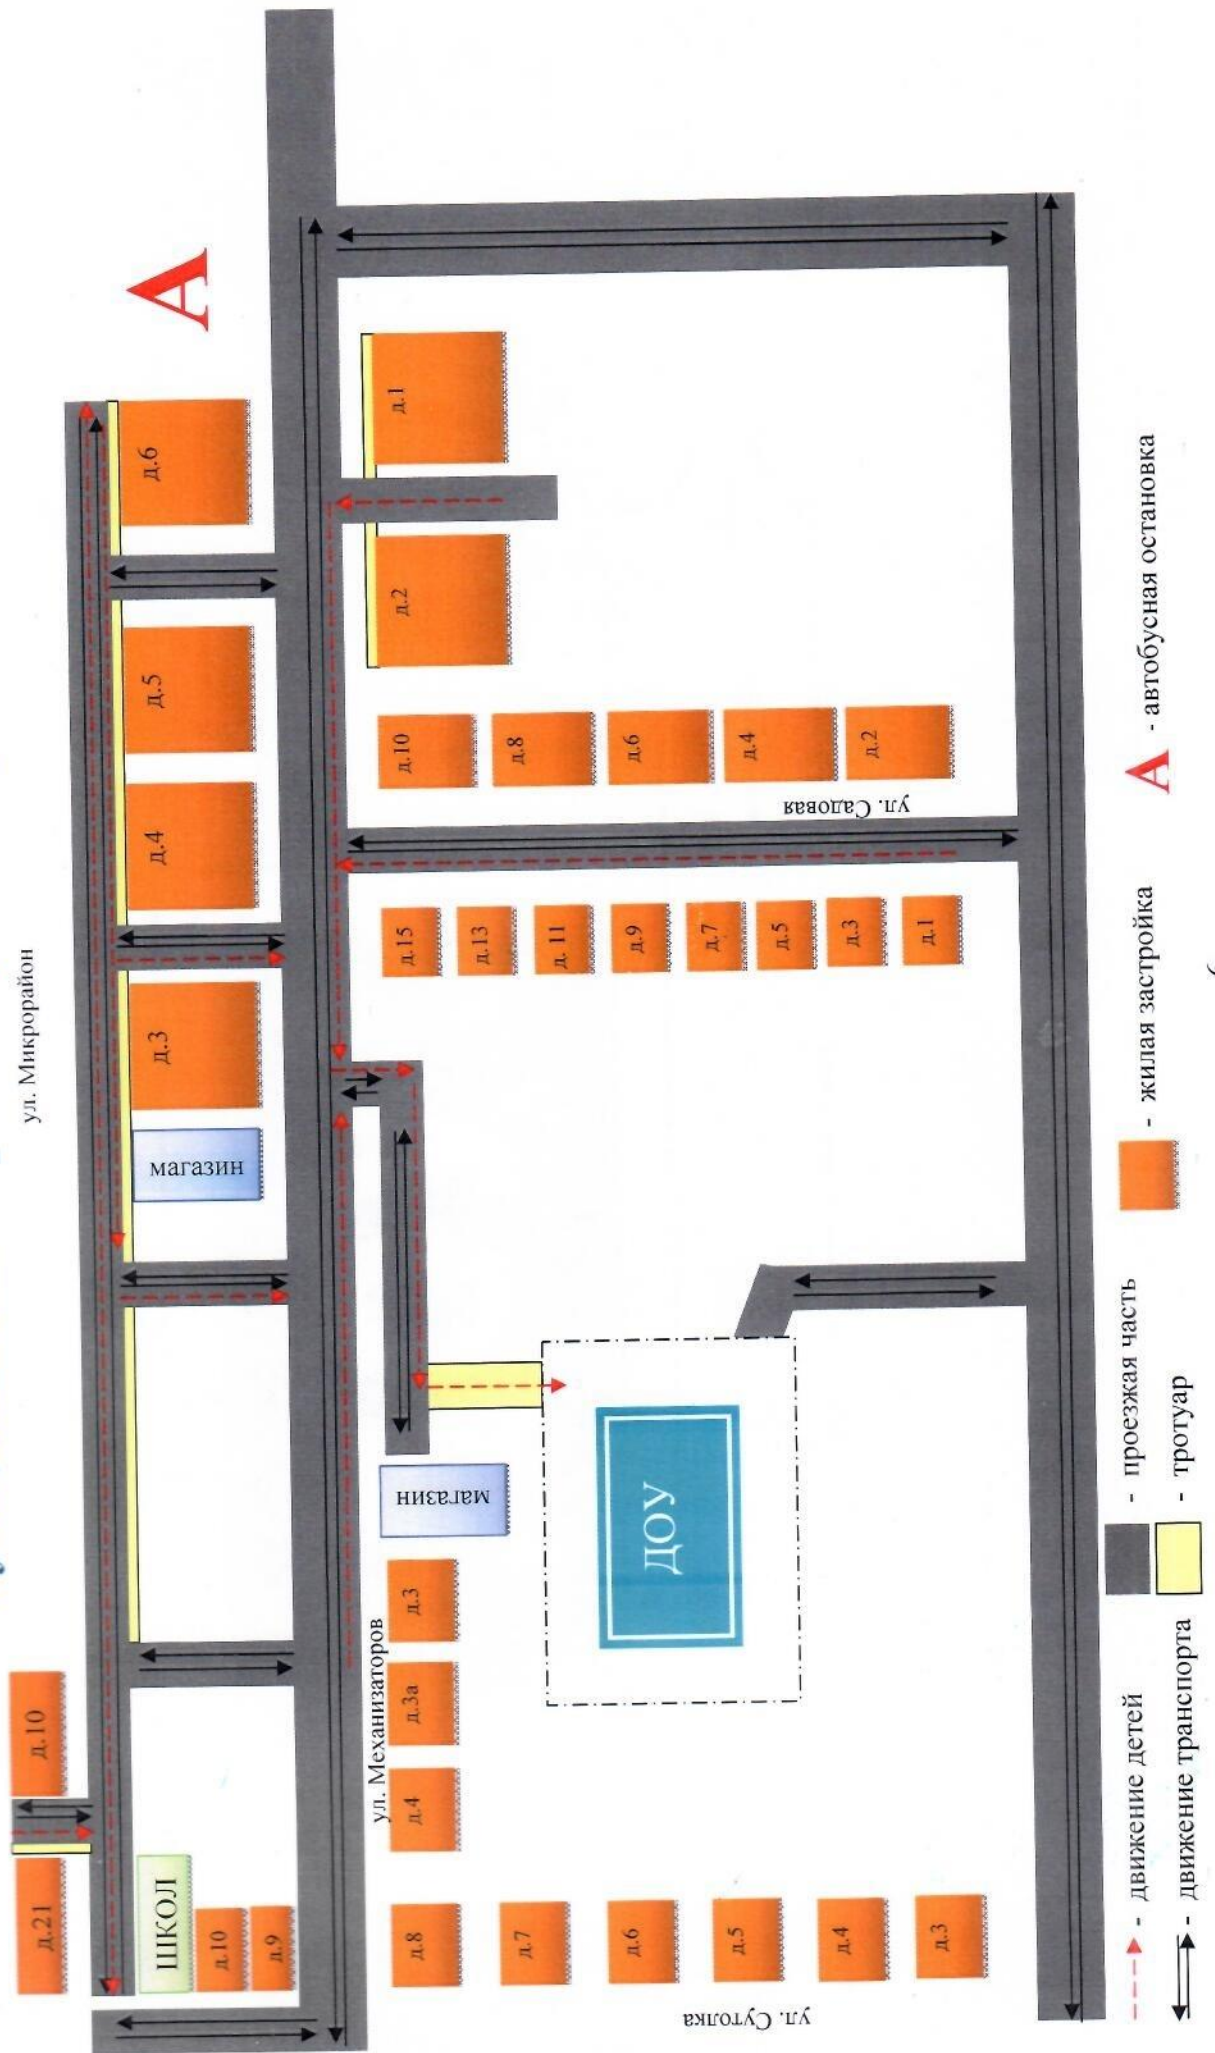 ул. Микрорайон
д.21
д.10
ШКОЛ
д.10
д.9
магазин
д.3
д.4
д.5
д.6
А
ул. Механизаторов
д.4
д.3а
д.3
магазин
д.2
д.1
ДОУ
ул. Сутолка
д.8
д.7
д.6
д.5
д.4
д.3
д.15
д.13
д. 11
д.9
д.7
д.5
д.3
д.1
ул. Садовая
д.10
д.8
д.6
д.4
д.2
- движение детей
- проезжая часть
- жилая застройка
А - автобусная остановка
- движение транспорта
- тротуар